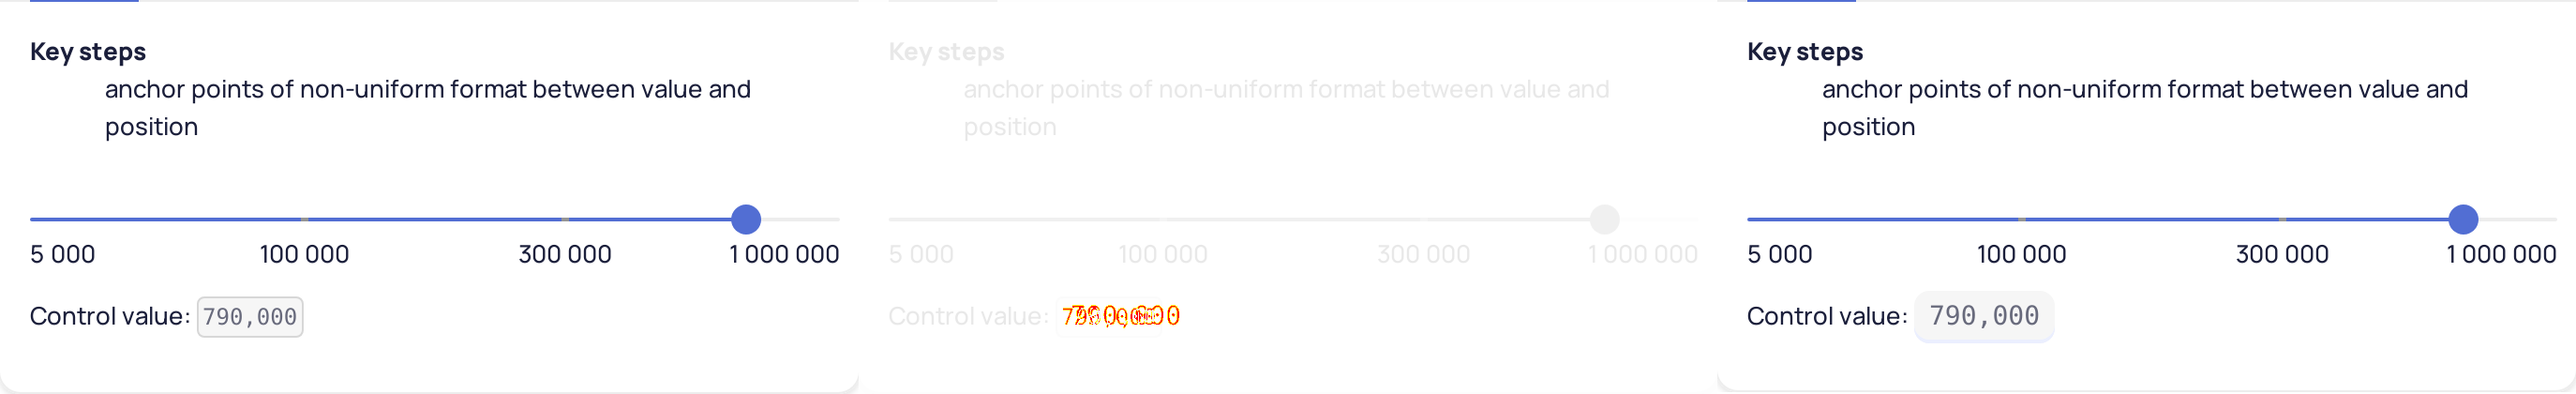 Key steps
anchor points of non-uniform format between value and
position
5 000 100 000 300 000 1 000 000
Control value: 790,000
Key steps
anchor points of non-uniform format between value and
position
5 000 100 000 300 000 1 000 000
Control value:
Key steps
anchor points of non-uniform format between value and
position
5 000 100 000 300 000 1 000 000
Control value: 790,000